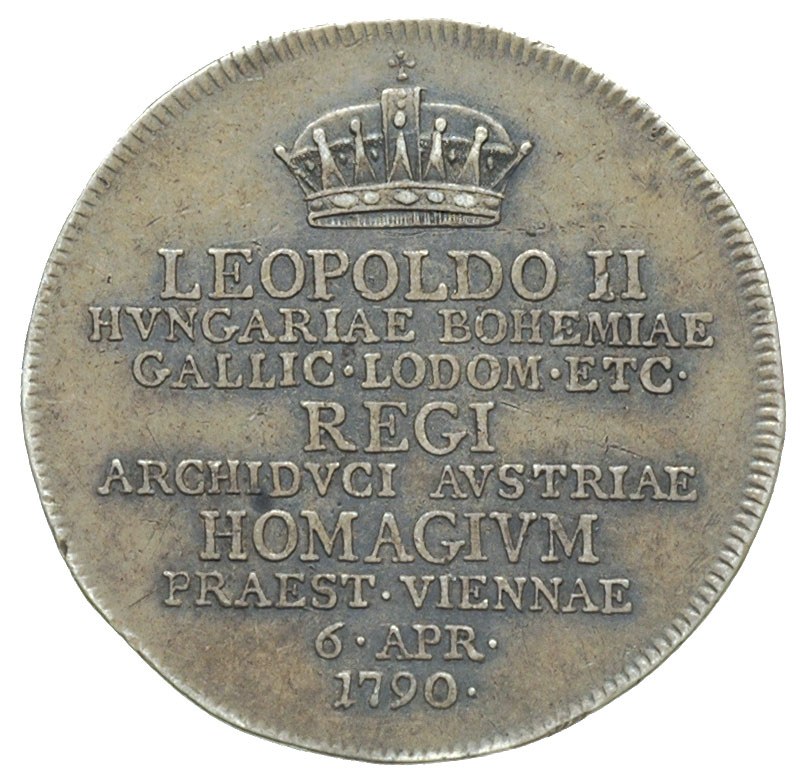 LEOPOLDO II
HVNGARIAE BOHEMIAE
GALLIC·LODOM·ETC·
REGI
ARCHIDVCI AVSTRIAE
HOMAGIVM
PRAEST·VIENNAE
6·APR·
1790·